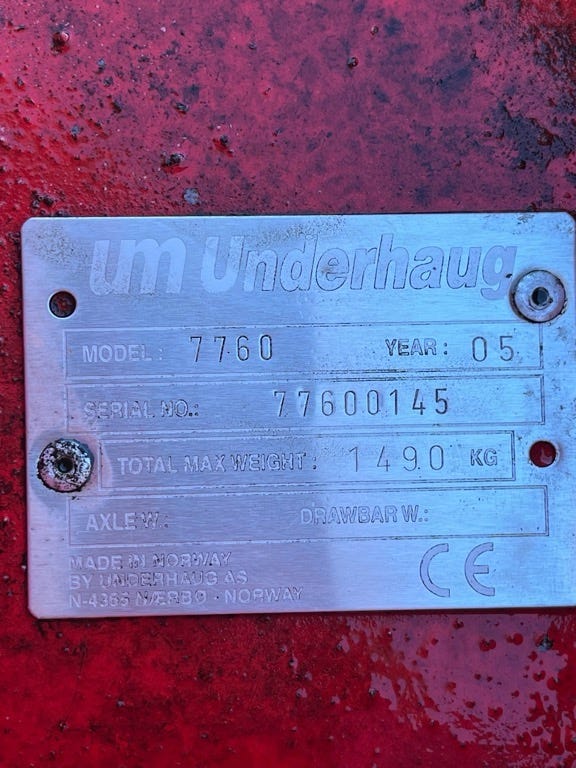 um Underhaug
MODEL: 7760 YEAR: 05
SERIAL NO.: 77600145
TOTAL MAX WEIGHT: 1490 KG
AXLE W.: DRAWBAR W.:
MADE IN NORWAY
BY UNDERHAUG AS
N-4365 NÆRBØ - NORWAY
CE